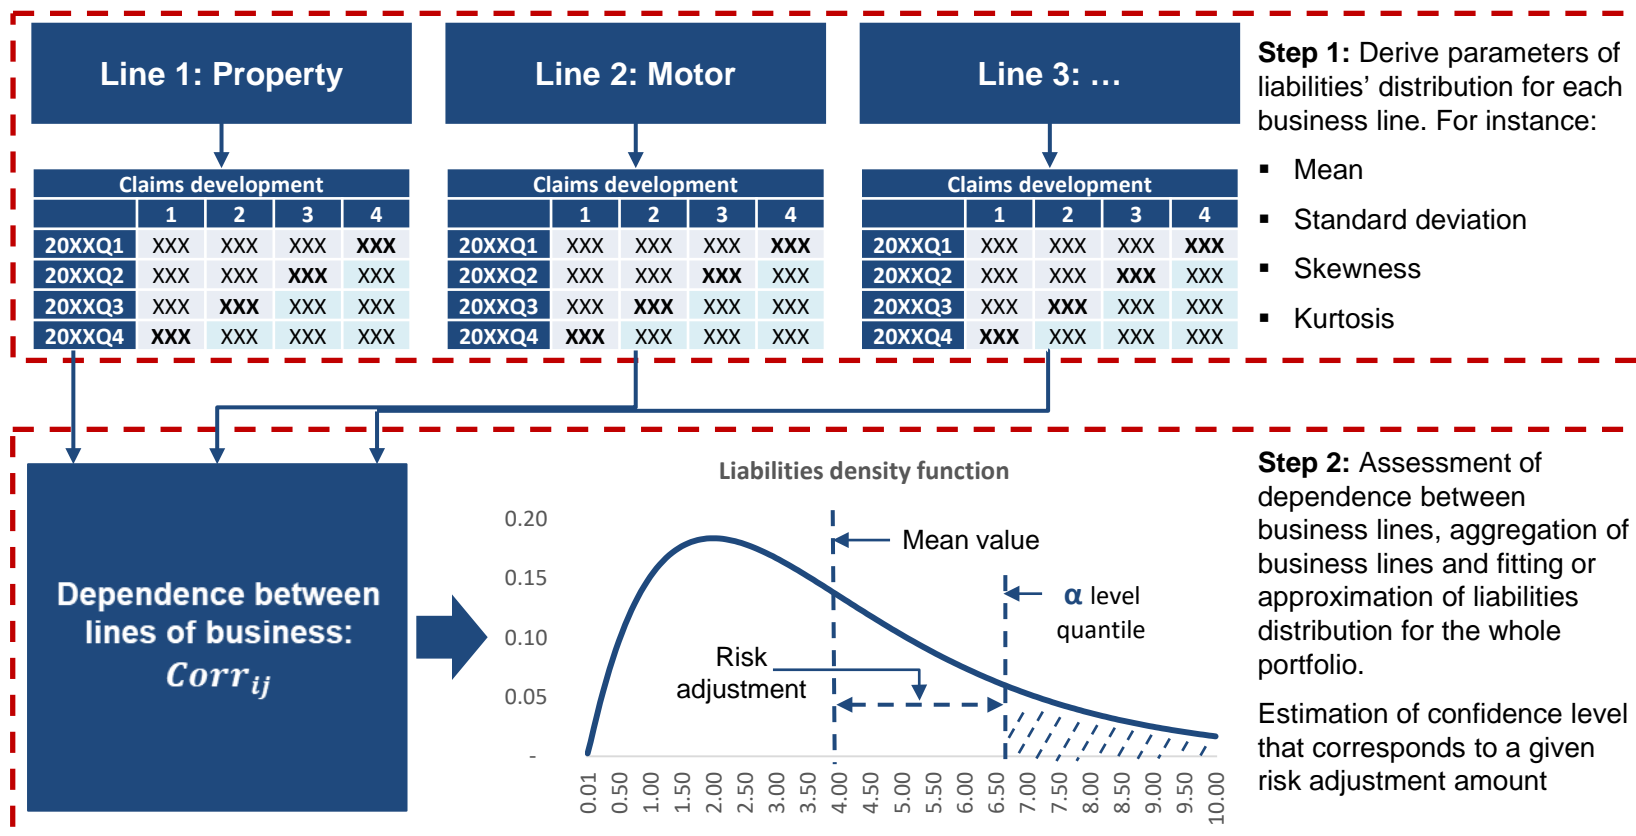 Line 1: Property
Line 2: Motor
Line 3: ...
Claims development
1 2 3 4
20XXQ1 XXX XXX XXX XXX
20XXQ2 XXX XXX XXX XXX
20XXQ3 XXX XXX XXX XXX
20XXQ4 XXX XXX XXX XXX
Claims development
1 2 3 4
20XXQ1 XXX XXX XXX XXX
20XXQ2 XXX XXX XXX XXX
20XXQ3 XXX XXX XXX XXX
20XXQ4 XXX XXX XXX XXX
Claims development
1 2 3 4
20XXQ1 XXX XXX XXX XXX
20XXQ2 XXX XXX XXX XXX
20XXQ3 XXX XXX XXX XXX
20XXQ4 XXX XXX XXX XXX
Step 1: Derive parameters of
liabilities’ distribution for each
business line. For instance:
▪ Mean
▪ Standard deviation
▪ Skewness
▪ Kurtosis
Dependence between
lines of business:
Corr_ij
Liabilities density function
0.20
0.15
0.10
0.05
-
Mean value
α level
quantile
Risk
adjustment
0.01 0.50 1.00 1.50 2.00 2.50 3.00 3.50 4.00 4.50 5.00 5.50 6.00 6.50 7.00 7.50 8.00 8.50 9.00 9.50 10.00
Step 2: Assessment of
dependence between
business lines, aggregation of
business lines and fitting or
approximation of liabilities
distribution for the whole
portfolio.
Estimation of confidence level
that corresponds to a given
risk adjustment amount